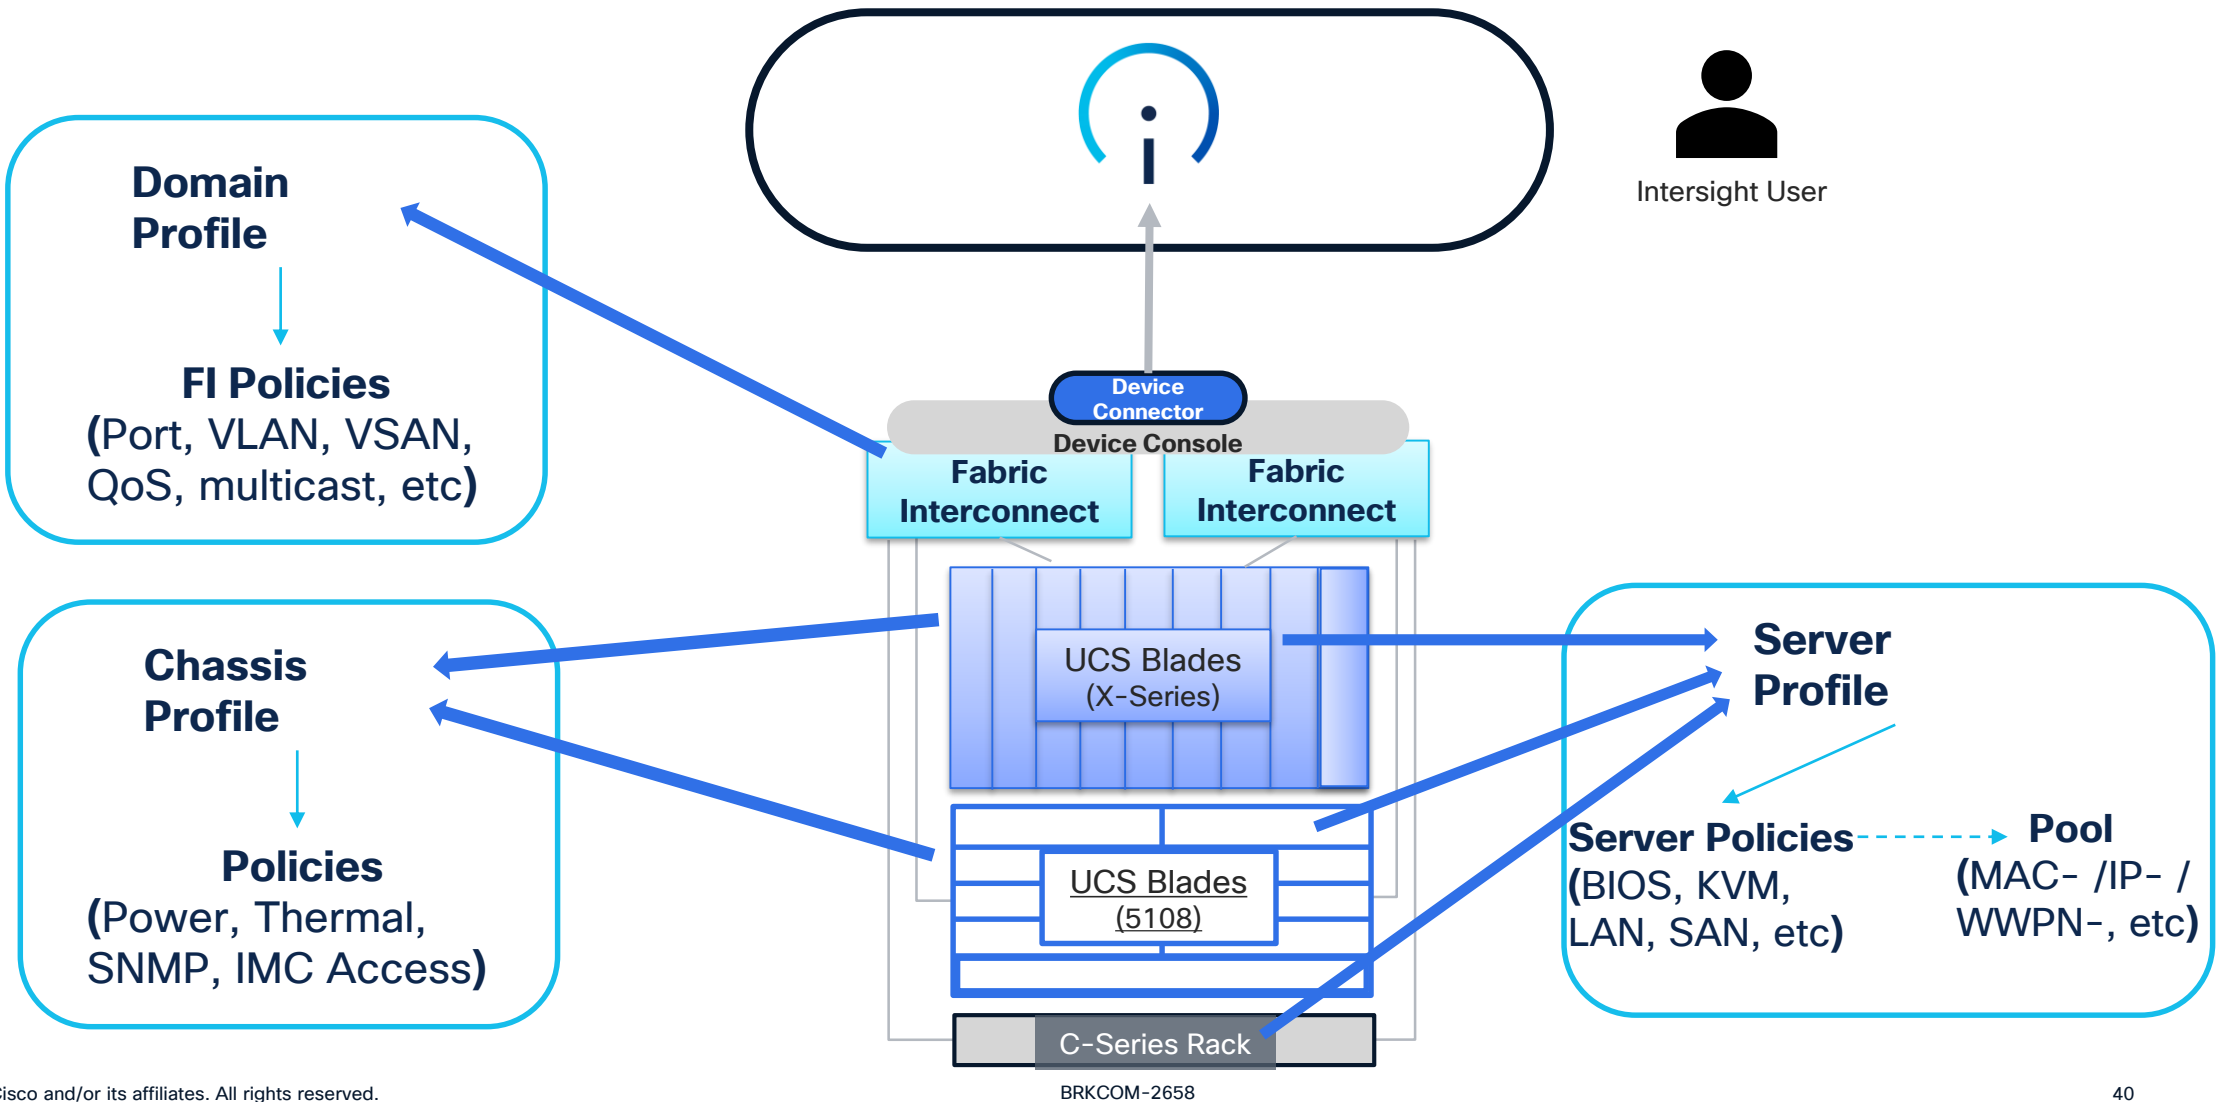 Intersight User
Domain
Profile
FI Policies
(Port, VLAN, VSAN,
QoS, multicast, etc)
Device
Connector
Device Console
Fabric
Interconnect
Fabric
Interconnect
Chassis
Profile
Policies
(Power, Thermal,
SNMP, IMC Access)
UCS Blades
(X-Series)
UCS Blades
(5108)
C-Series Rack
Server
Profile
Server Policies
(BIOS, KVM,
LAN, SAN, etc)
Pool
(MAC- /IP- /
WWPN-, etc)
isco and/or its affiliates. All rights reserved.
BRKCOM-2658
40